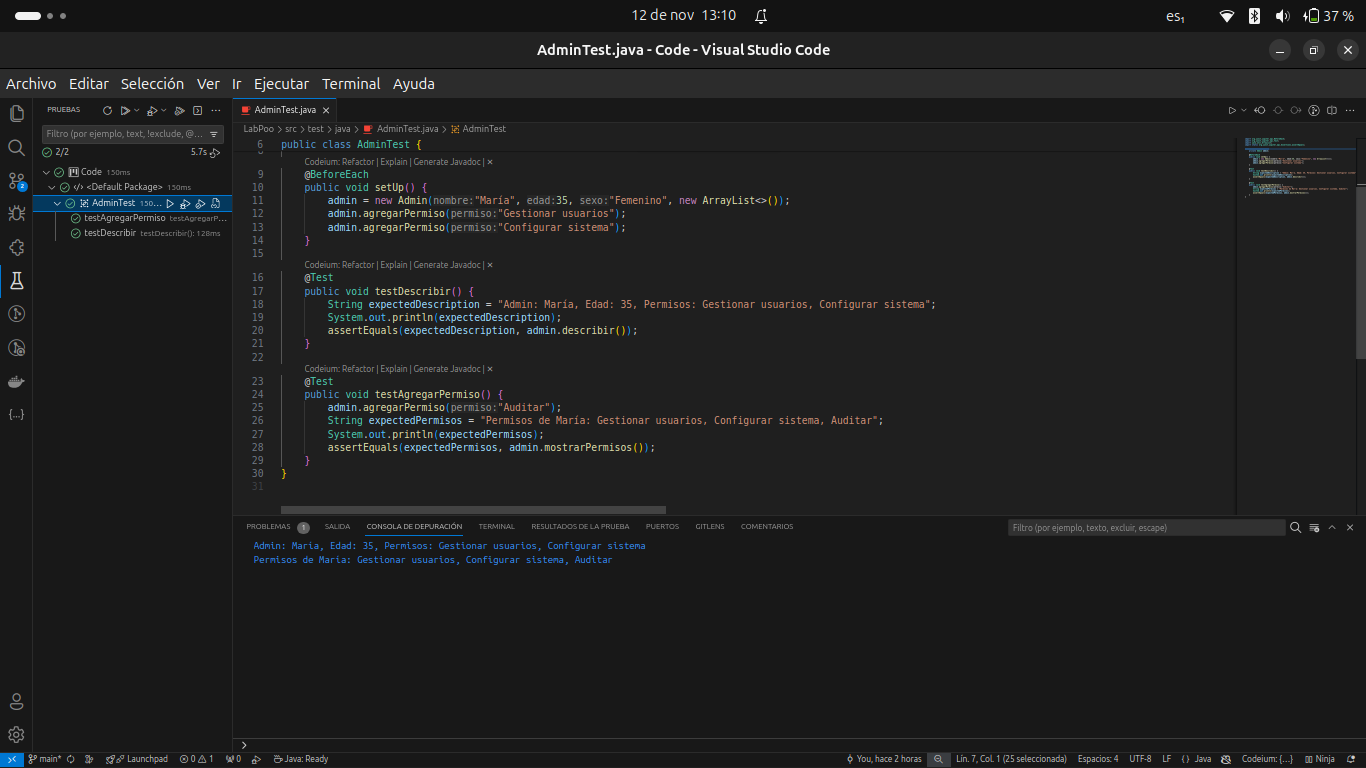 12 de nov 13:10
es₁
37 %
AdminTest.java - Code - Visual Studio Code
Archivo Editar Selección Ver Ir Ejecutar Terminal Ayuda
PRUEBAS
Filtro (por ejemplo, text, !exclude, @...
2/2 5.7s
Code 150ms
<Default Package> 150ms
AdminTest 150...
testAgregarPermiso testAgregarP...
testDescribir testDescribir(): 128ms
2
AdminTest.java
LabPoo > src > test > java > AdminTest.java > AdminTest
6 public class AdminTest {
8
Codeium: Refactor | Explain | Generate Javadoc | ✕
9 @BeforeEach
10 public void setUp() {
11 admin = new Admin(nombre:"María", edad:35, sexo:"Femenino", new ArrayList<>());
12 admin.agregarPermiso(permiso:"Gestionar usuarios");
13 admin.agregarPermiso(permiso:"Configurar sistema");
14 }
15
Codeium: Refactor | Explain | Generate Javadoc | ✕
16 @Test
17 public void testDescribir() {
18 String expectedDescription = "Admin: María, Edad: 35, Permisos: Gestionar usuarios, Configurar sistema";
19 System.out.println(expectedDescription);
20 assertEquals(expectedDescription, admin.describir());
21 }
22
Codeium: Refactor | Explain | Generate Javadoc | ✕
23 @Test
24 public void testAgregarPermiso() {
25 admin.agregarPermiso(permiso:"Auditar");
26 String expectedPermisos = "Permisos de María: Gestionar usuarios, Configurar sistema, Auditar";
27 System.out.println(expectedPermisos);
28 assertEquals(expectedPermisos, admin.mostrarPermisos());
29 }
30 }
31
PROBLEMAS 1 SALIDA CONSOLA DE DEPURACIÓN TERMINAL RESULTADOS DE LA PRUEBA PUERTOS GITLENS COMENTARIOS
Filtro (por ejemplo, texto, excluir, escape)
Admin: María, Edad: 35, Permisos: Gestionar usuarios, Configurar sistema
Permisos de María: Gestionar usuarios, Configurar sistema, Auditar
main* Launchpad 0 1 0 Java: Ready You, hace 2 horas Lín. 7, Col. 1 (25 seleccionada) Espacios: 4 UTF-8 LF {} Java Codeium: {...} Ninja